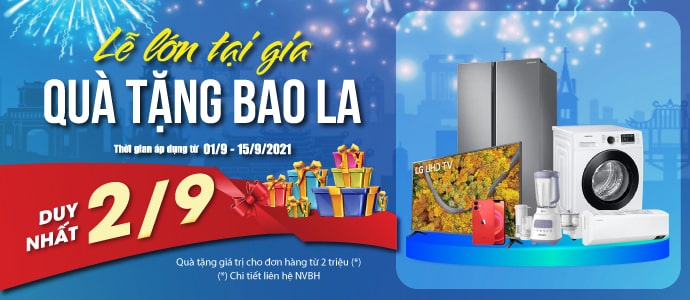 Lễ lớn tại gia
QUÀ TẶNG BAO LA
Thời gian áp dụng từ 01/9 - 15/9/2021
DUY
NHẤT
2/9
Quà tặng giá trị cho đơn hàng từ 2 triệu (*)
(*) Chi tiết liên hệ NVBH
LG UHD TV